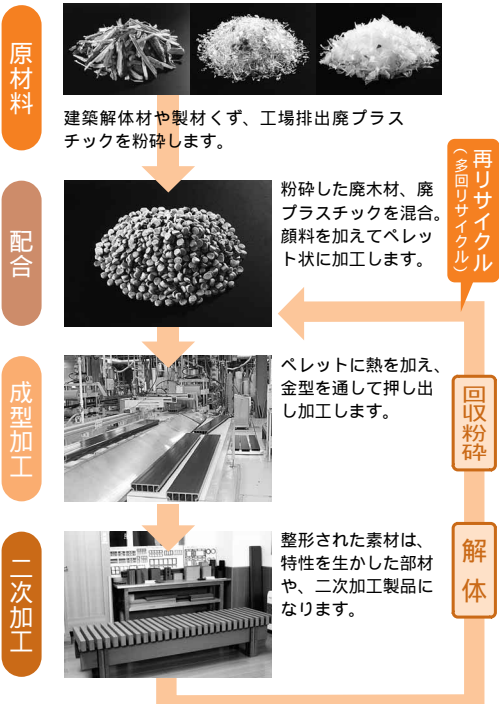 原材料
建築解体材や製材くず、工場排出廃プラス
チックを粉砕します。
再リサイクル
（多回リサイクル）
配合
粉砕した廃木材、廃
プラスチックを混合。
顔料を加えてペレッ
ト状に加工します。
成型加工
ペレットに熱を加え、
金型を通して押し出
し加工します。
回収粉砕
二次加工
整形された素材は、
特性を生かした部材
や、二次加工製品に
なります。
解体